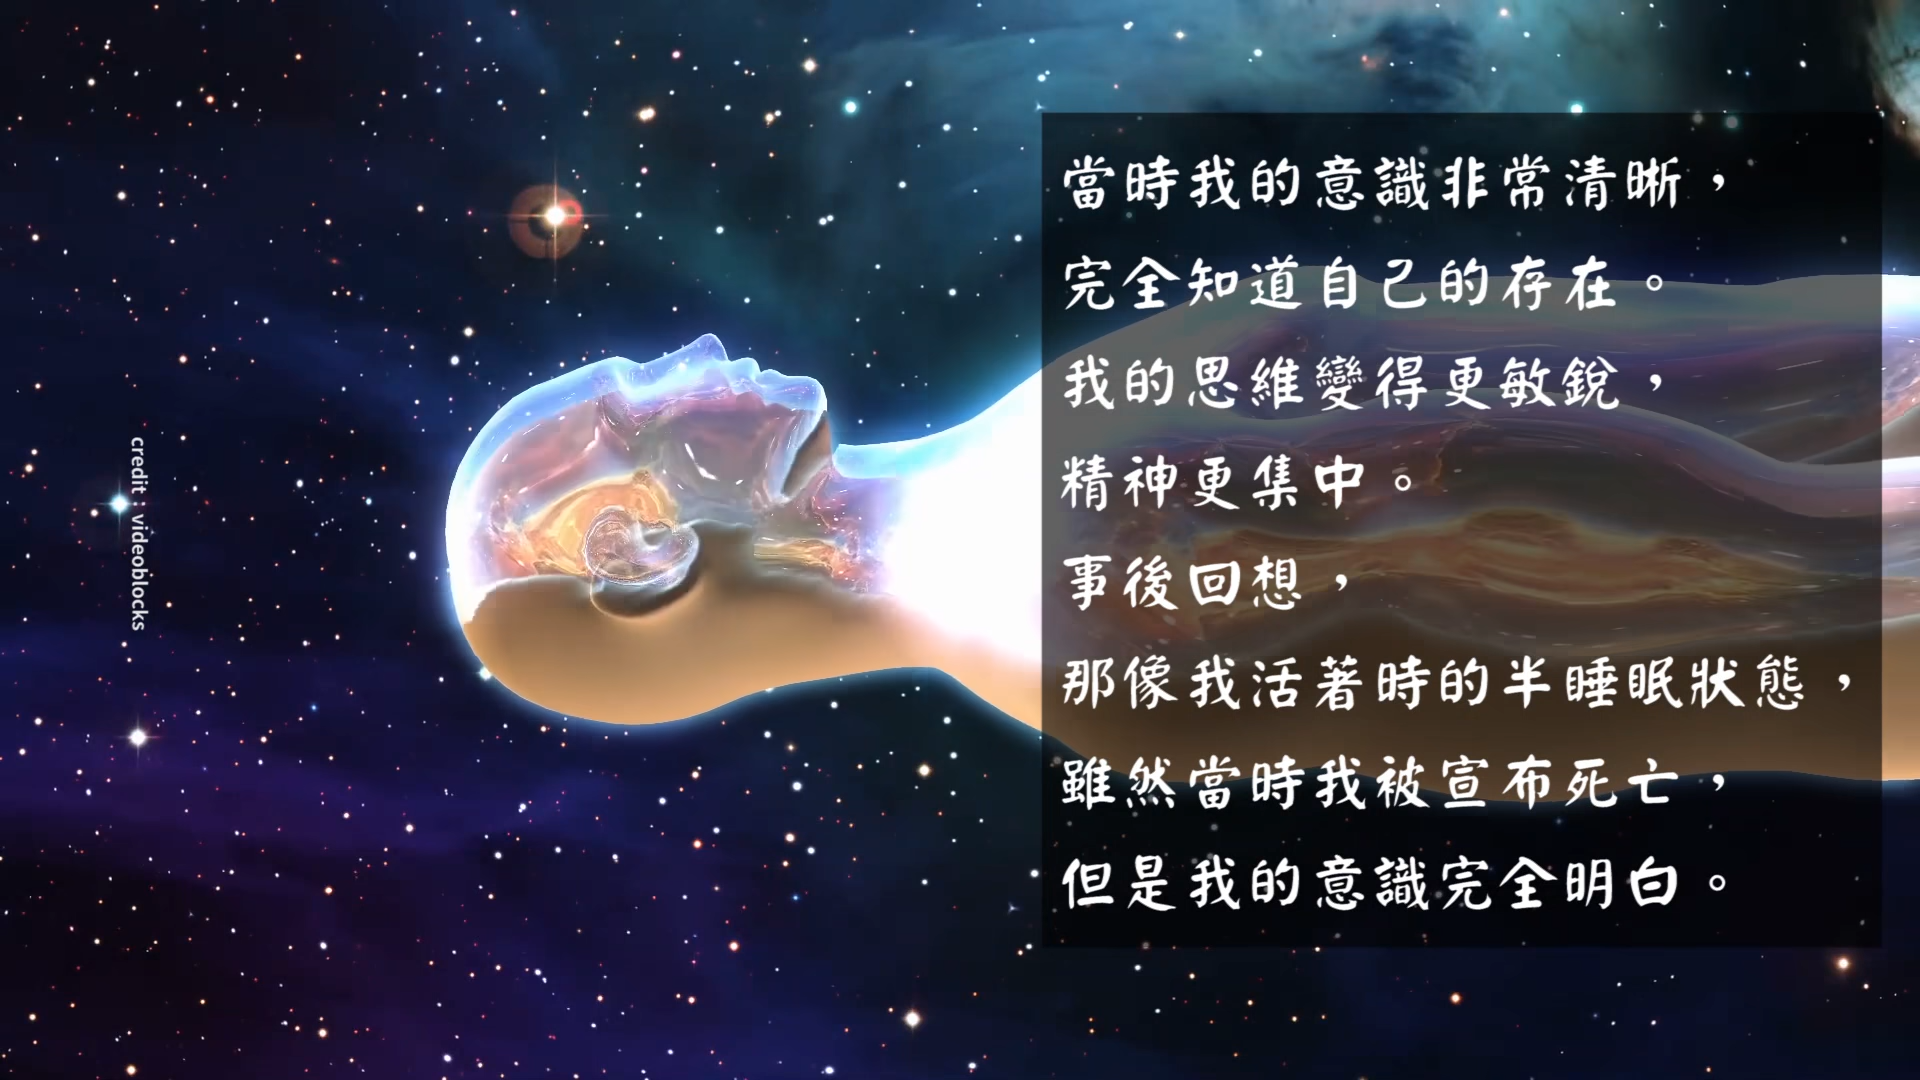 當時我的意識非常清晰，
完全知道自己的存在。
我的思維變得更敏銳，
精神更集中。
事後回想，
那像我活著時的半睡眠狀態，
雖然當時我被宣布死亡，
但是我的意識完全明白。
credit : videoblocks